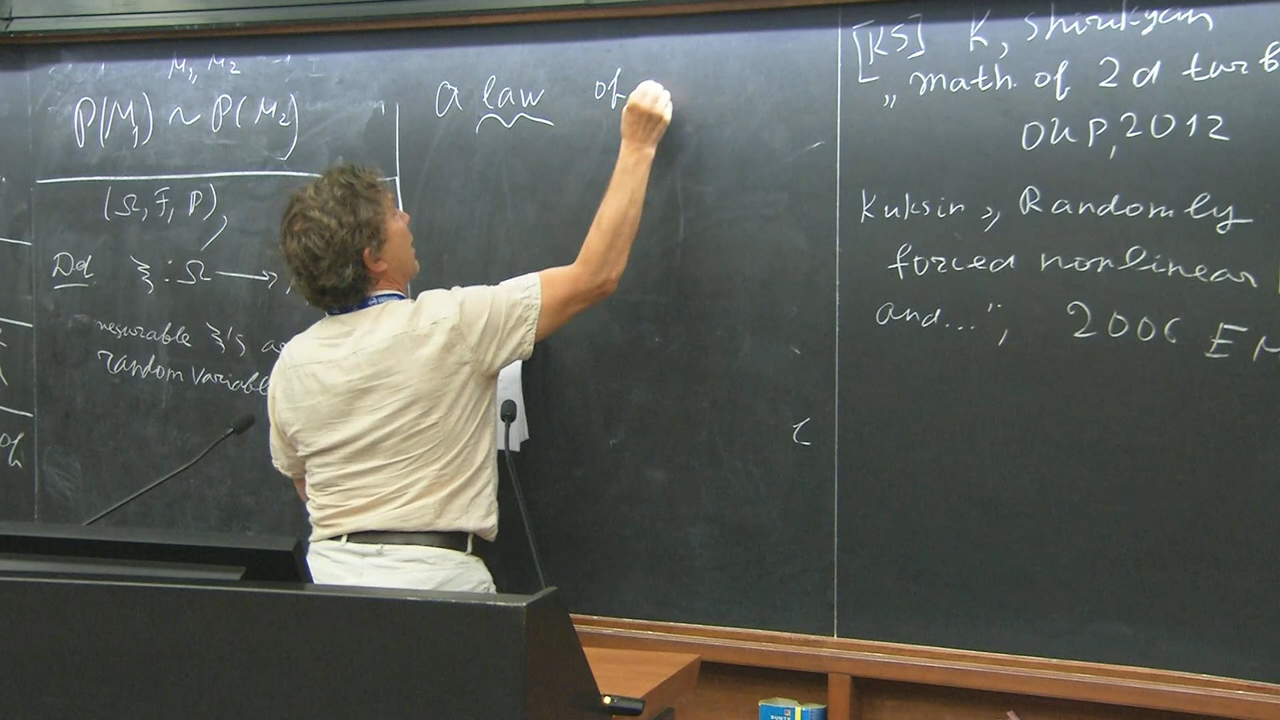 M₁, M₂
P(M₁) ~ P(M₂)
(Ω, F, P),
Def ξ : Ω ⟶
mesurable ξ's a
random variable
a law of
[KS] K, Shirikyan
„ math of 2d turb
OUP, 2012
Kuksin „ Randomly
forced nonlinear
and...", 2006 EM